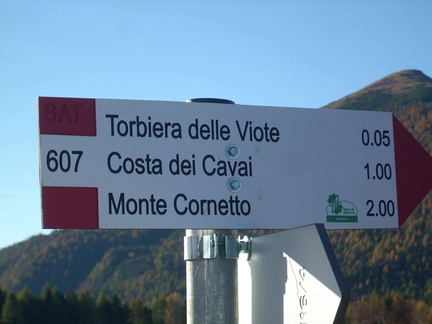 SAT
Torbiera delle Viote 0.05
607 Costa dei Cavai 1.00
Monte Cornetto 2.00